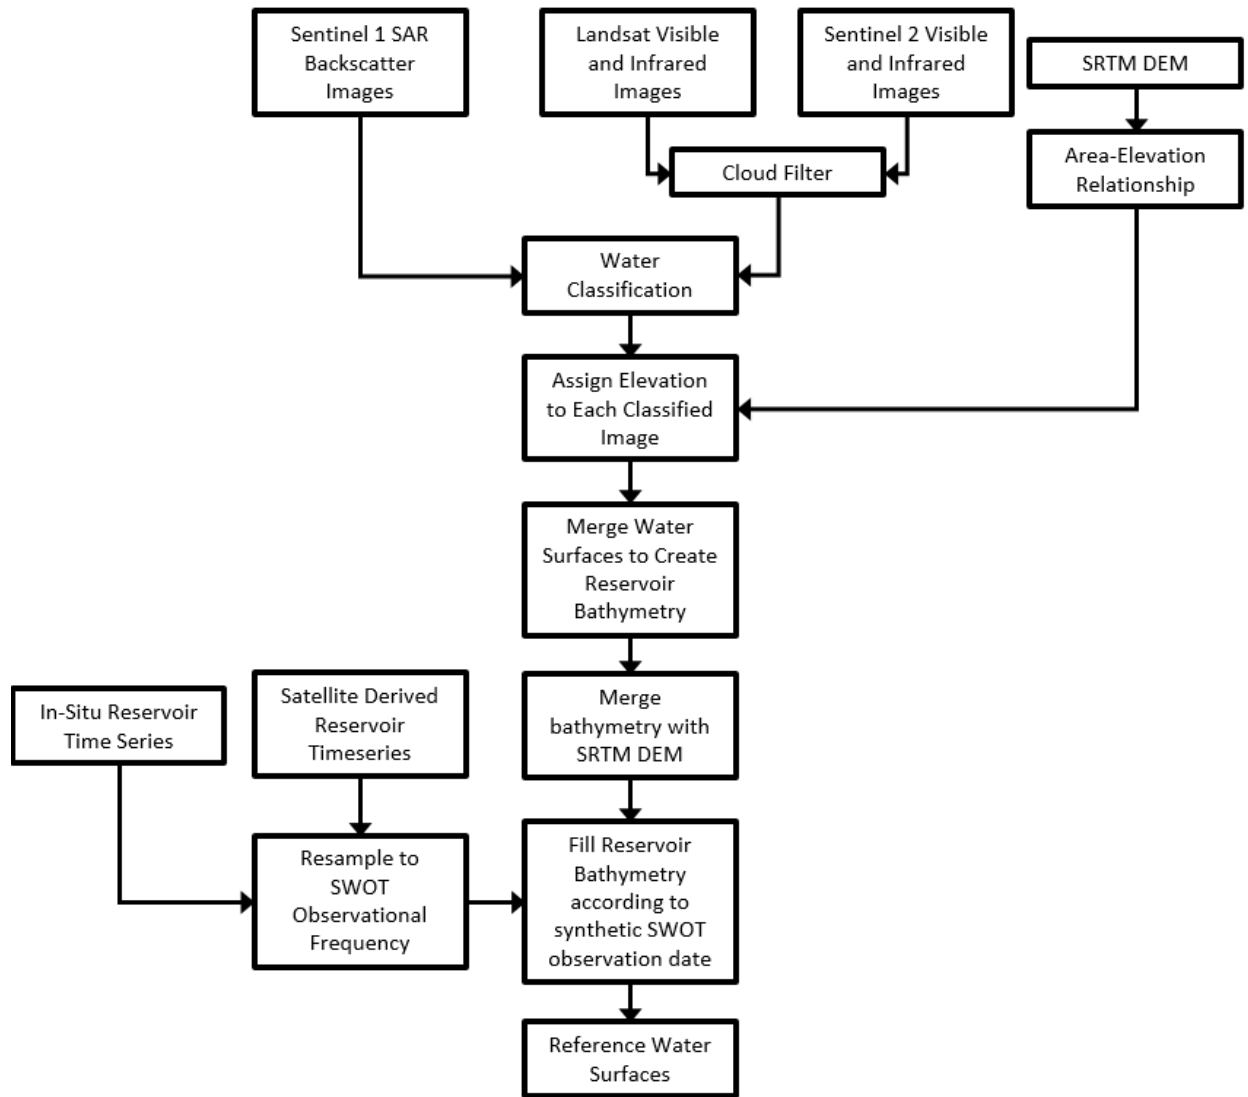 Sentinel 1 SAR
Backscatter
Images
Landsat Visible
and Infrared
Images
Sentinel 2 Visible
and Infrared
Images
SRTM DEM
Cloud Filter
Area-Elevation
Relationship
Water
Classification
Assign Elevation
to Each Classified
Image
Merge Water
Surfaces to Create
Reservoir
Bathymetry
In-Situ Reservoir
Time Series
Satellite Derived
Reservoir
Timeseries
Merge
bathymetry with
SRTM DEM
Resample to
SWOT
Observational
Frequency
Fill Reservoir
Bathymetry
according to
synthetic SWOT
observation date
Reference Water
Surfaces